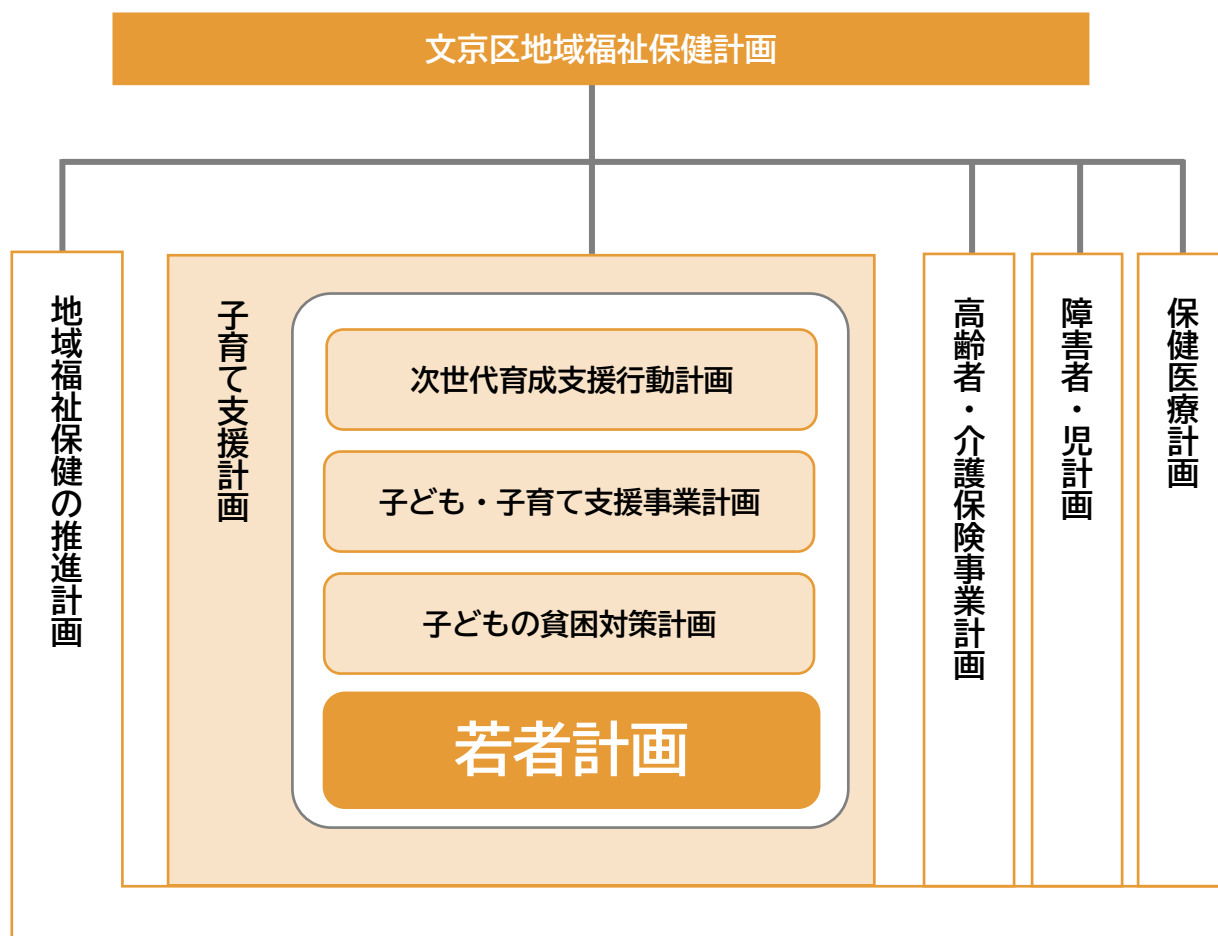 文京区地域福祉保健計画
地域福祉保健の推進計画
子育て支援計画
次世代育成支援行動計画
子ども・子育て支援事業計画
子どもの貧困対策計画
若者計画
高齢者・介護保険事業計画
障害者・児計画
保健医療計画